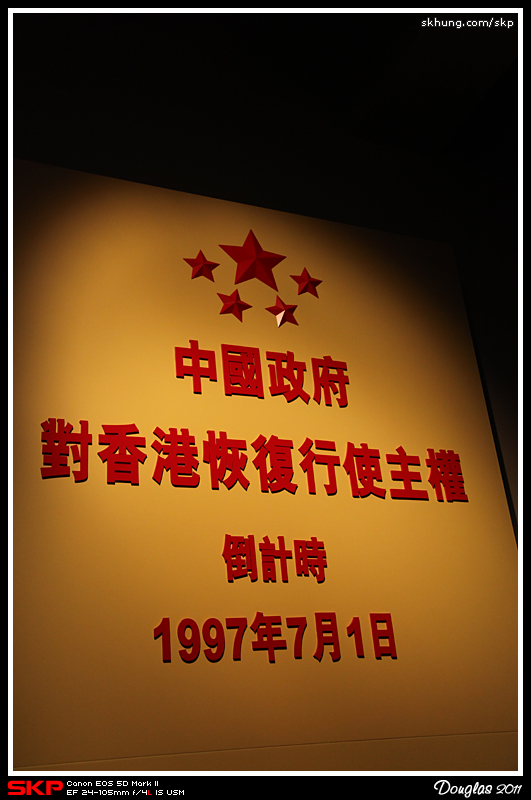 skhung.com/skp
中國政府
對香港恢復行使主權
倒計時
1997年7月1日
SKP
Canon EOS 5D Mark II
EF 24-105mm f/4L IS USM
Douglas 2011